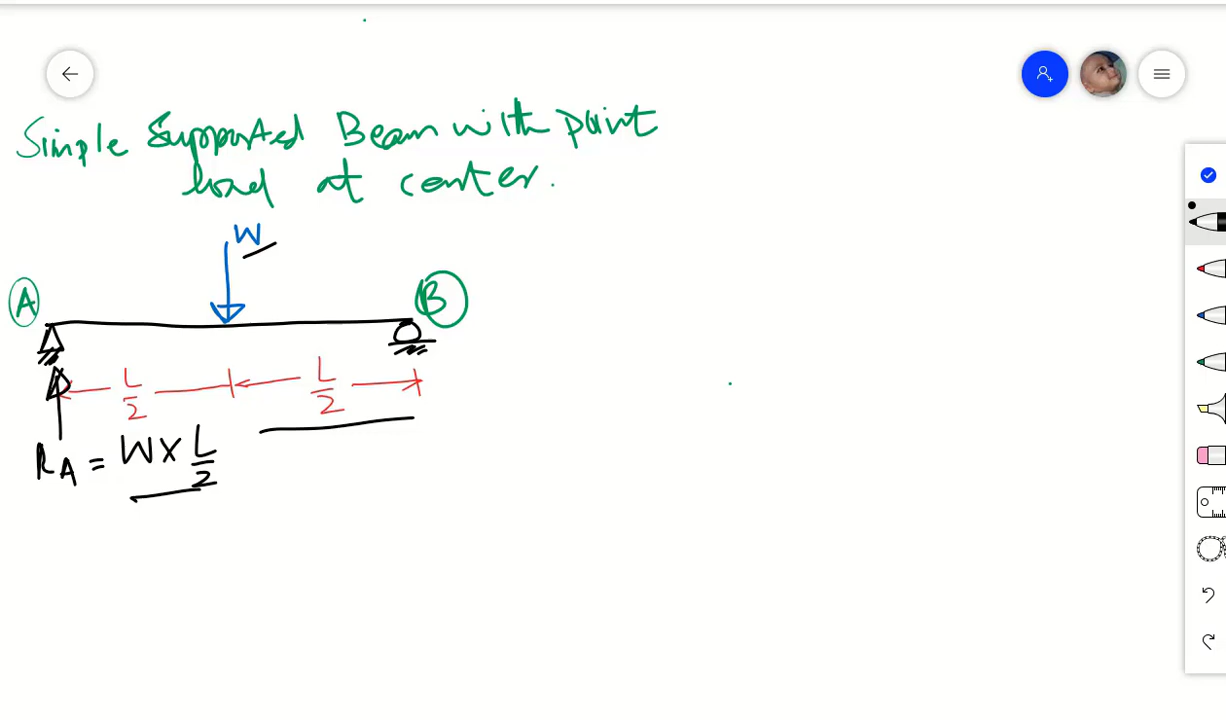 Simple Supported Beam with point
load at center.
W
A
B
L/2
L/2
RA = W X L/2